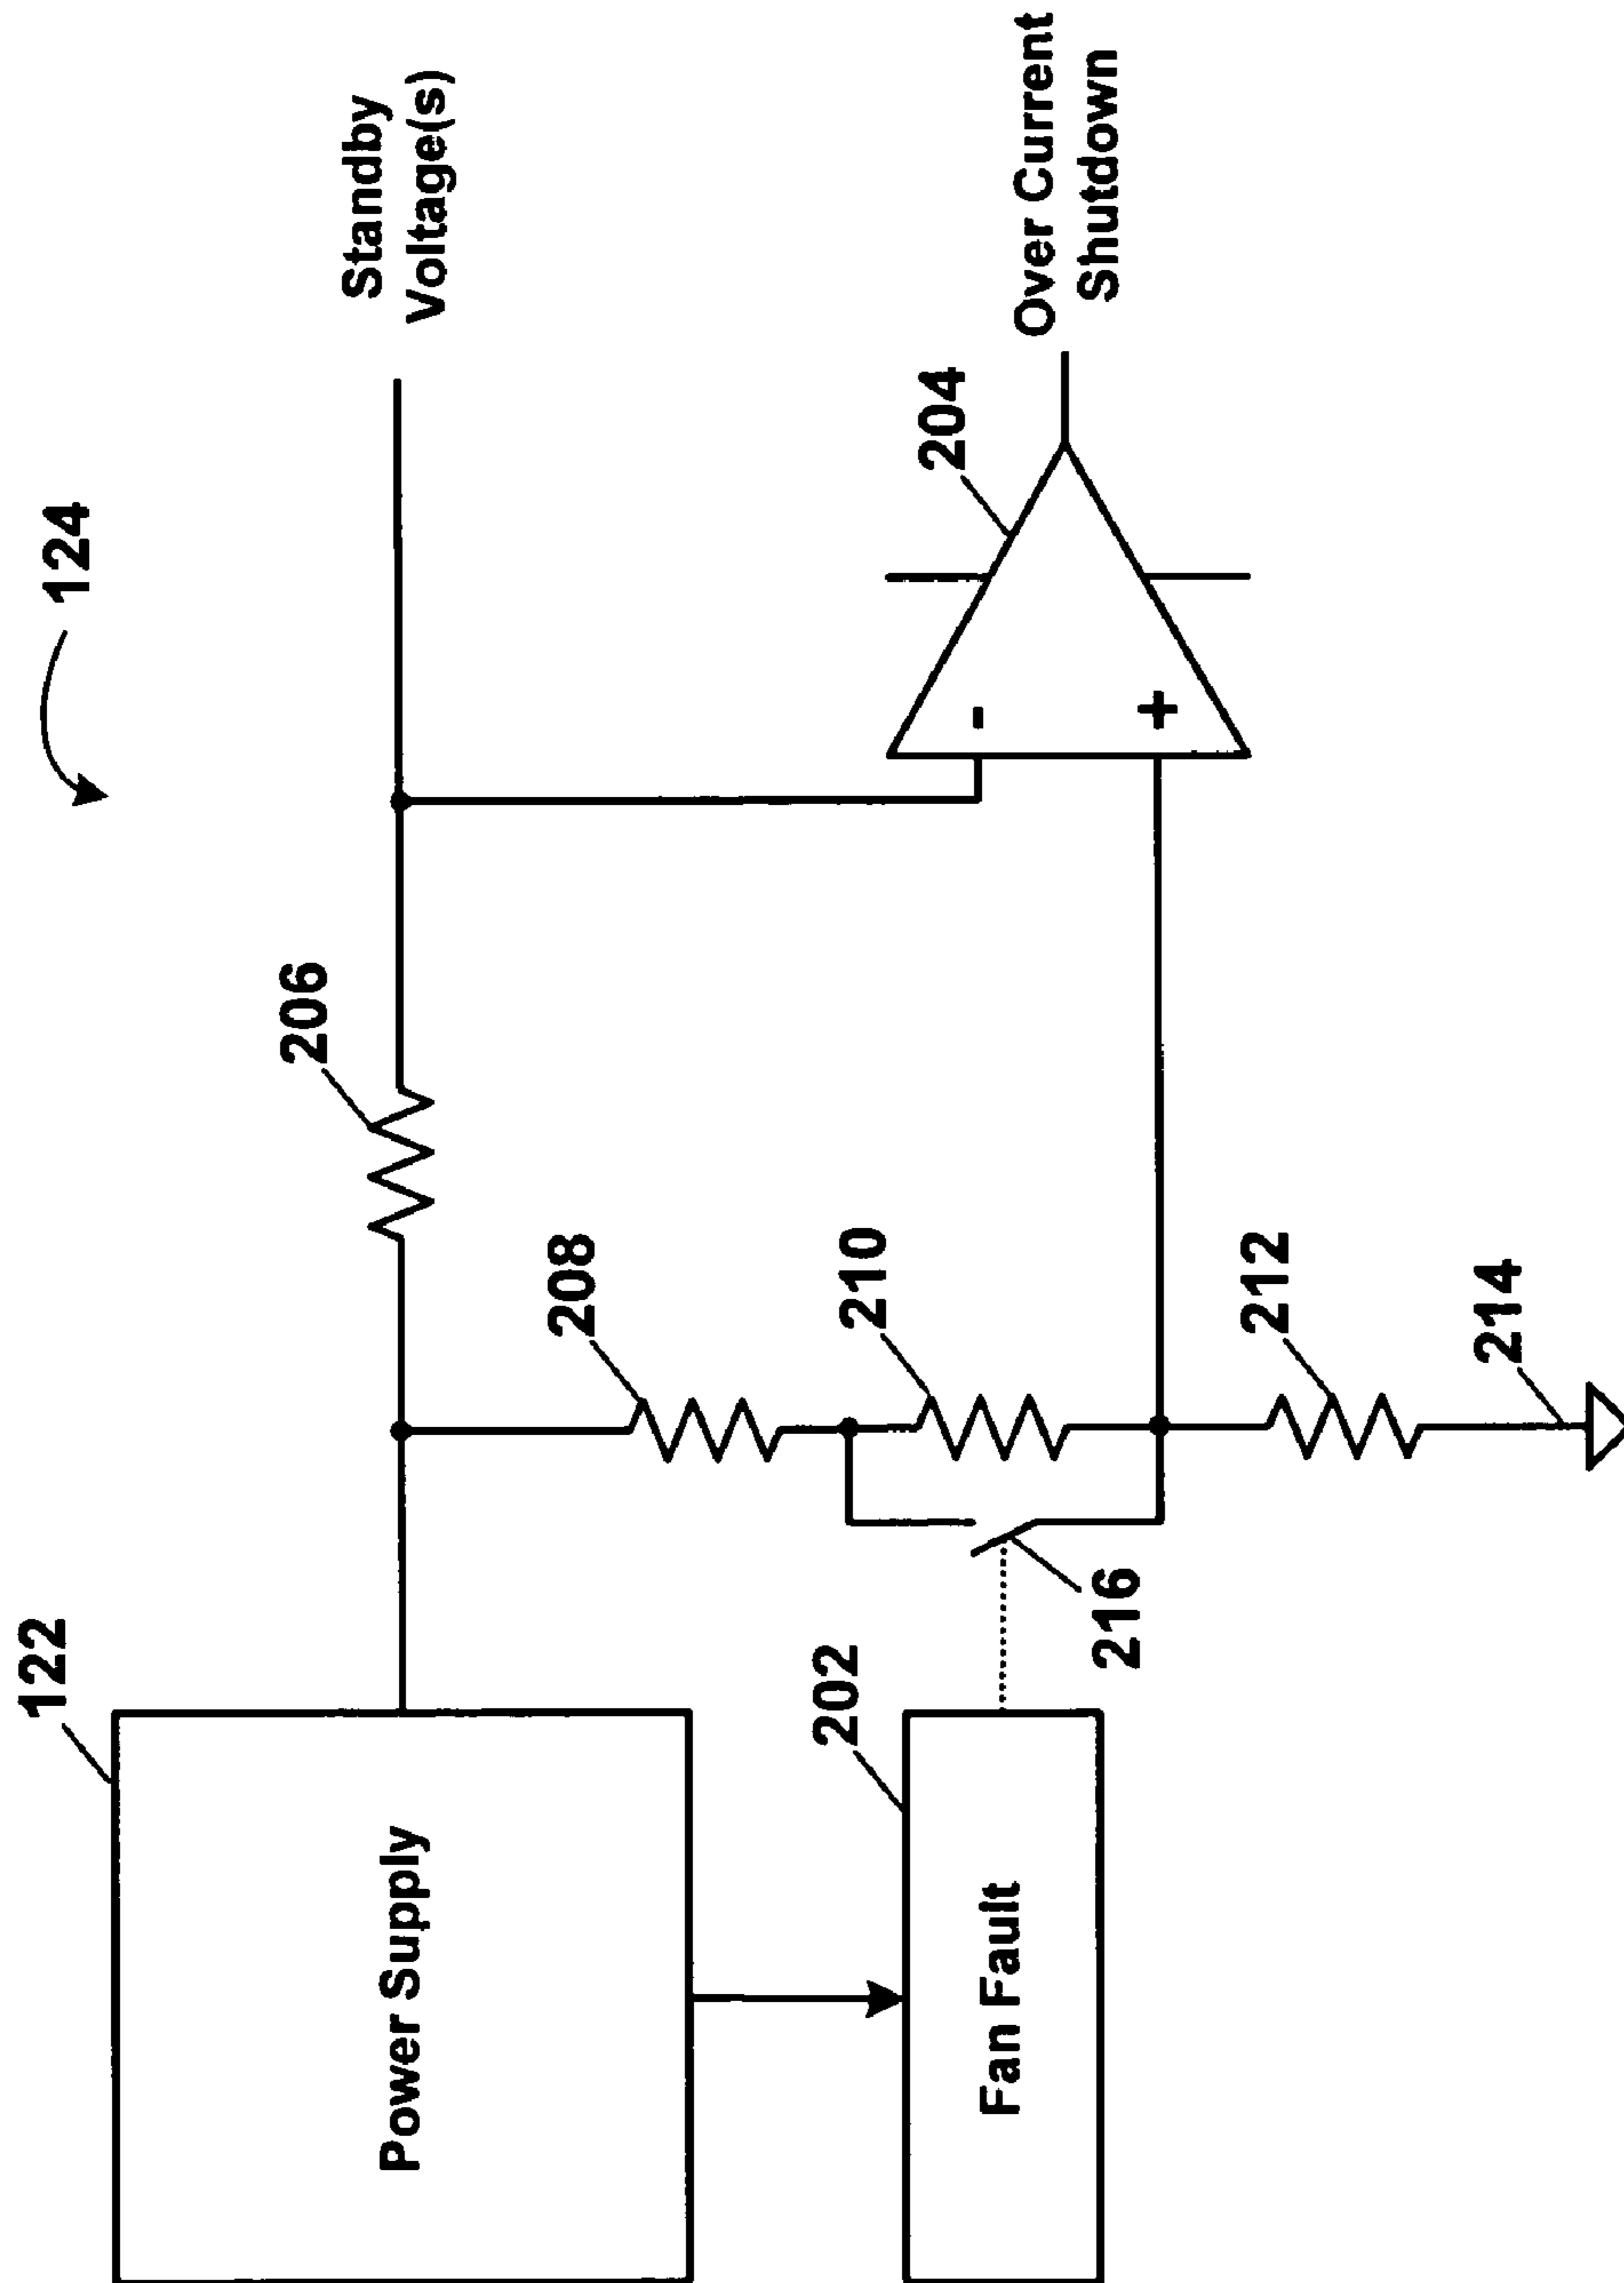 124
Standby
Voltage(s)
122
206
Power Supply
208
204
210
Over Current
Shutdown
-
+
202
Fan Fault
216
212
214